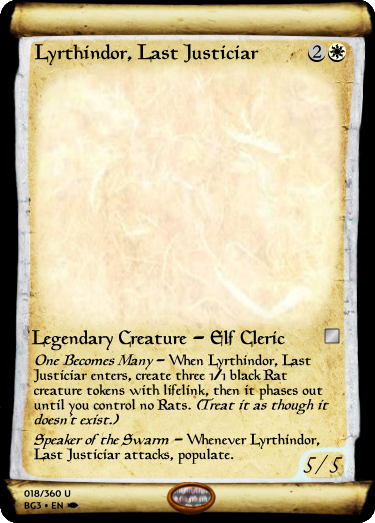 Lyrthindor, Last Justiciar 2
Legendary Creature – Elf Cleric
One Becomes Many – When Lyrthindor, Last
Justiciar enters, create three 1/1 black Rat
creature tokens with lifelink, then it phases out
until you control no Rats. (Treat it as though it
doesn't exist.)
Speaker of the Swarm – Whenever Lyrthindor,
Last Justiciar attacks, populate.
5/5
018/360 U
BG3 • EN